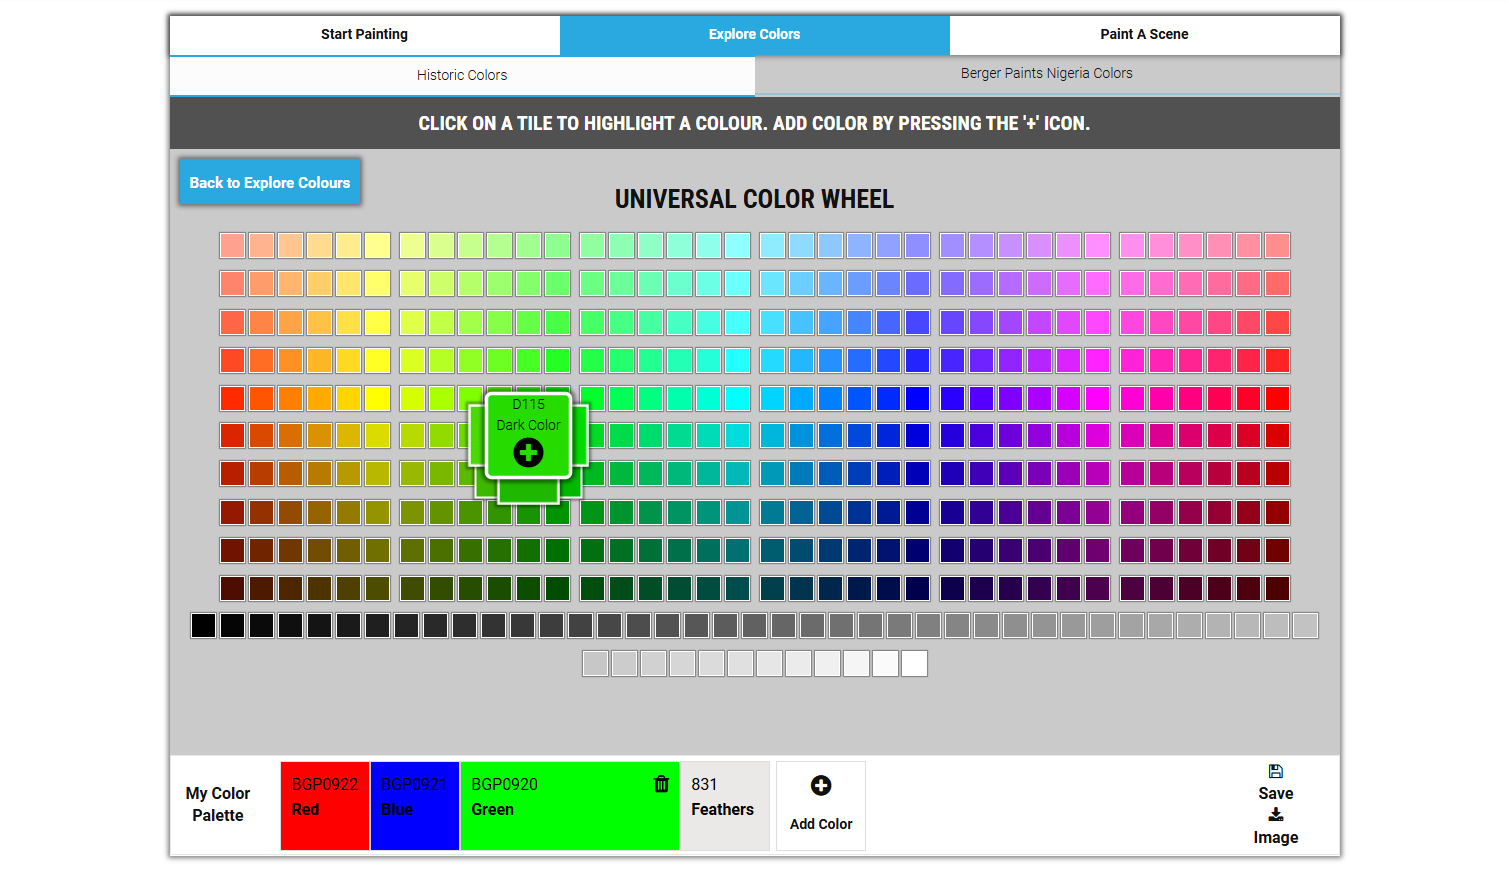 Start Painting
Explore Colors
Paint A Scene
Historic Colors
Berger Paints Nigeria Colors
CLICK ON A TILE TO HIGHLIGHT A COLOUR. ADD COLOR BY PRESSING THE '+' ICON.
Back to Explore Colours
UNIVERSAL COLOR WHEEL
D115
Dark Color
My Color
Palette
BGP0922
Red
BGP0921
Blue
BGP0920
Green
831
Feathers
Add Color
Save
Image